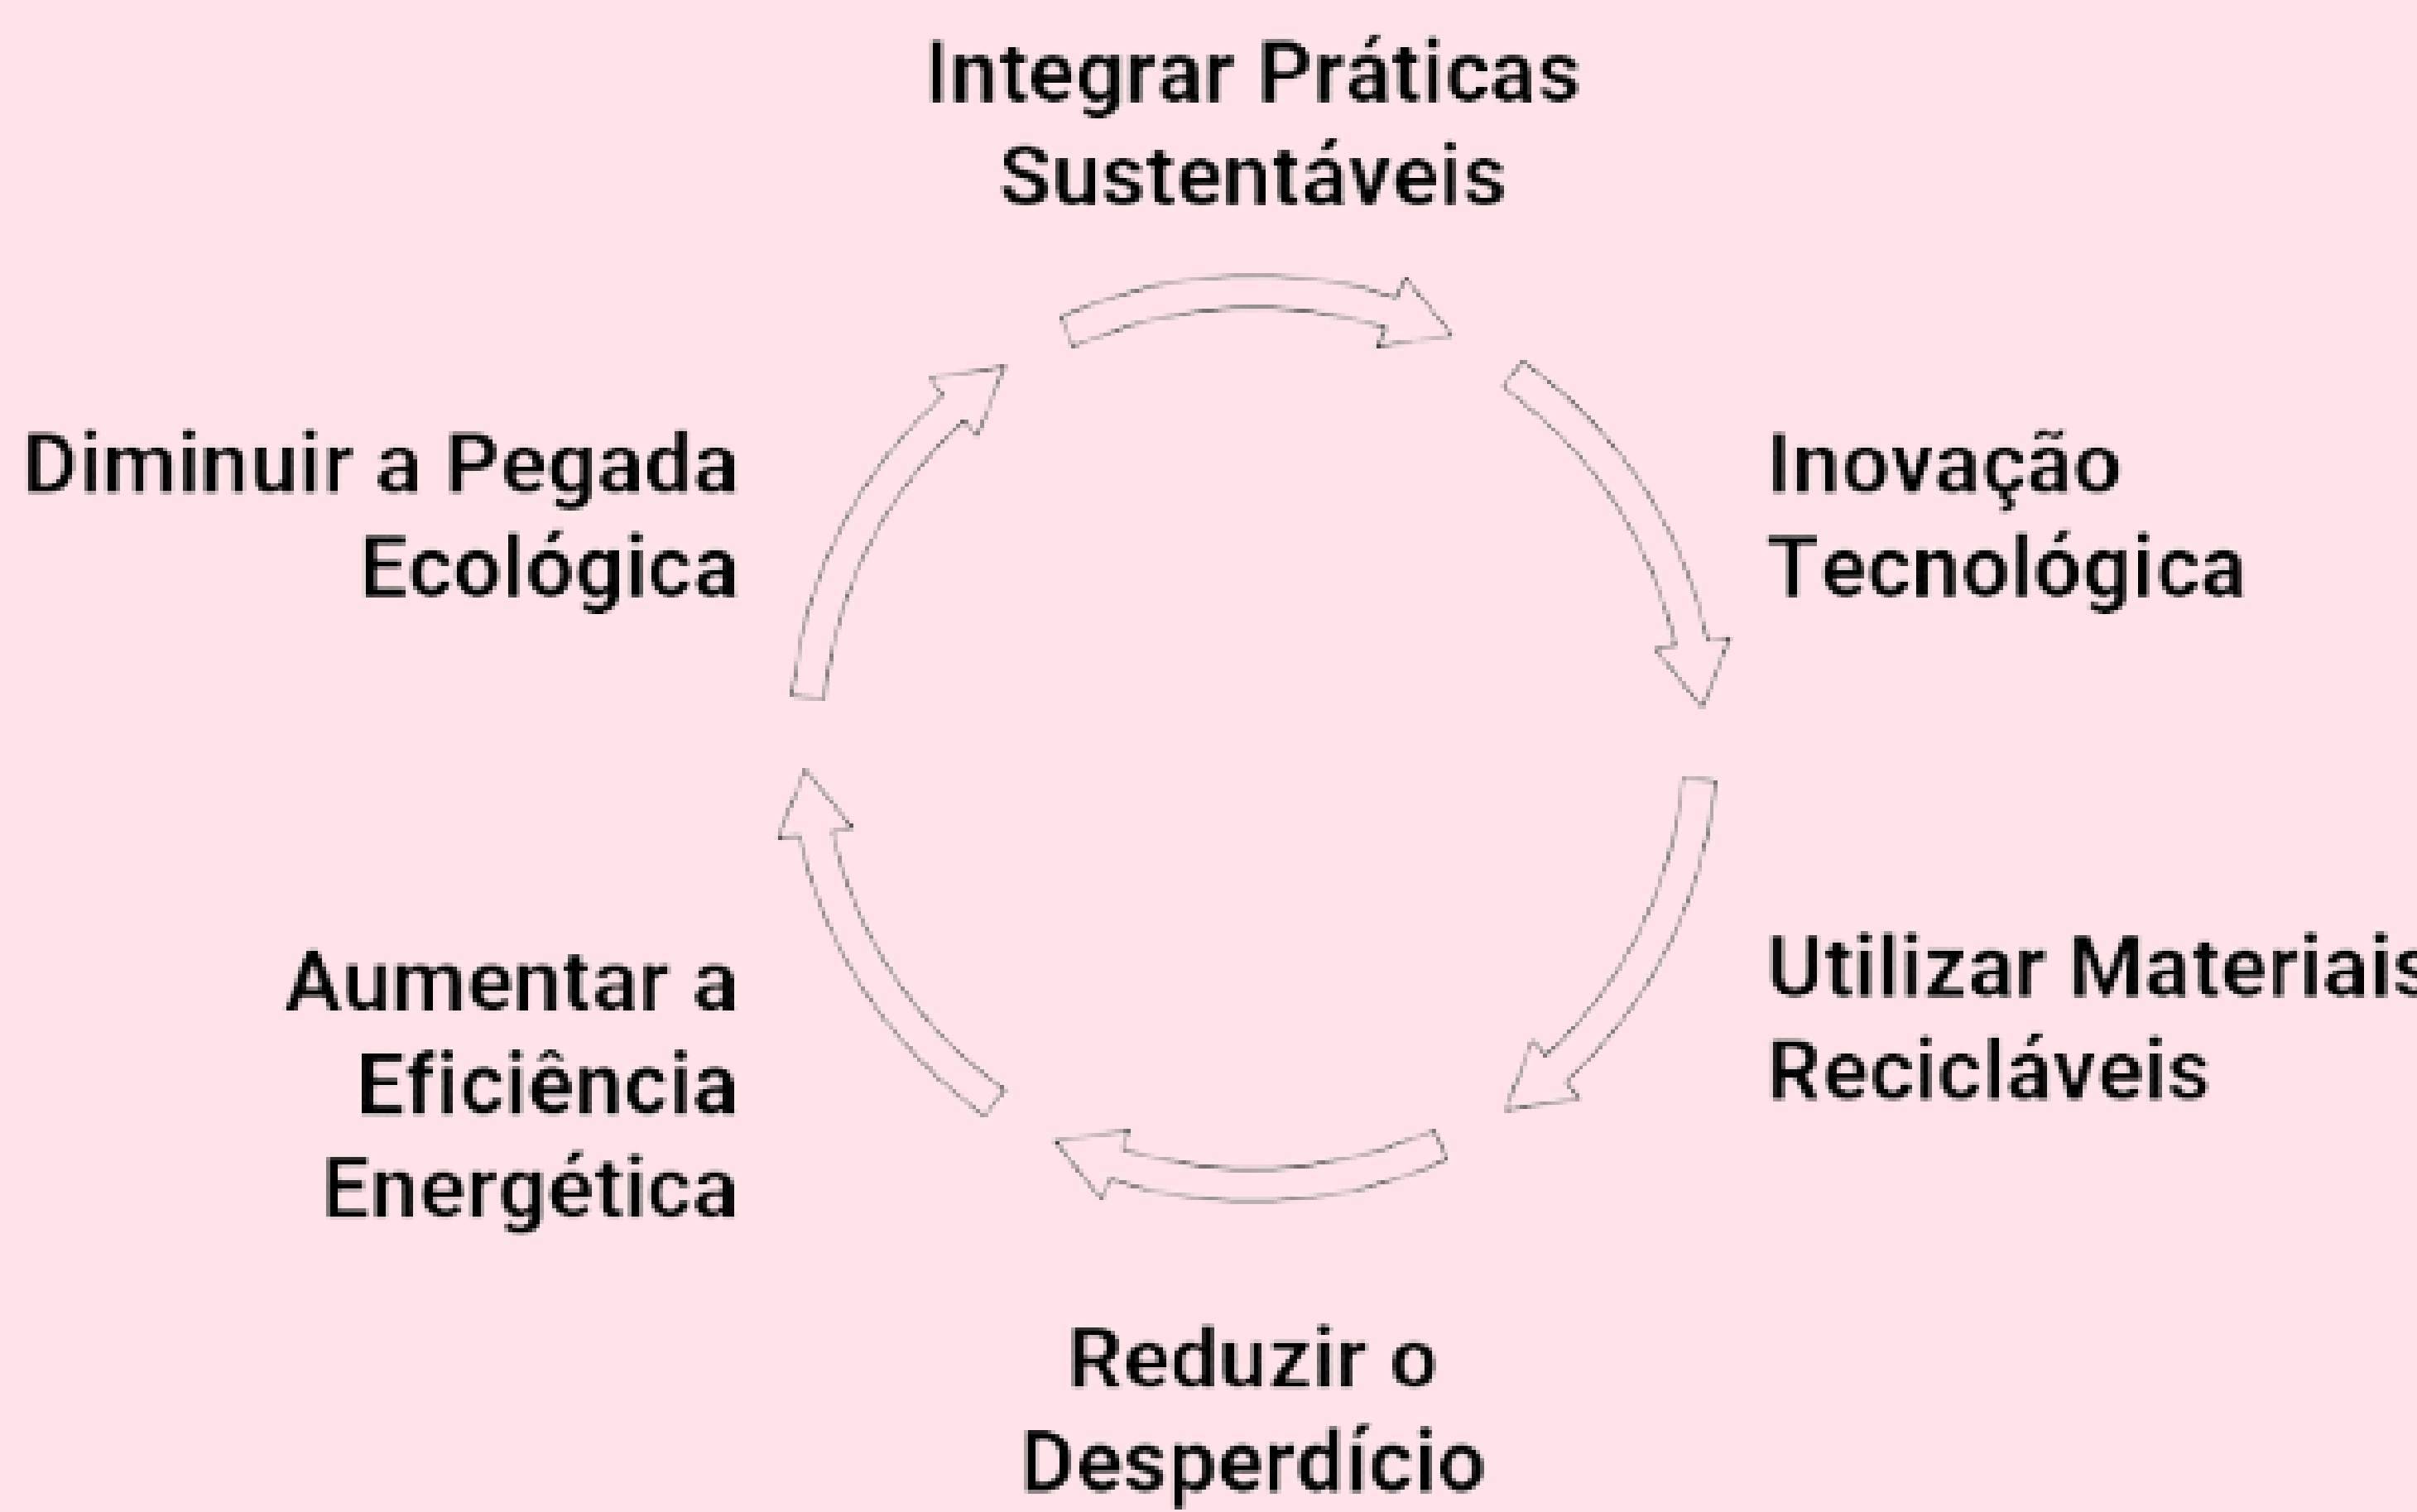 Integrar Práticas
Sustentáveis
Inovação
Tecnológica
Utilizar Materiais
Recicláveis
Reduzir o
Desperdício
Aumentar a
Eficiência
Energética
Diminuir a Pegada
Ecológica